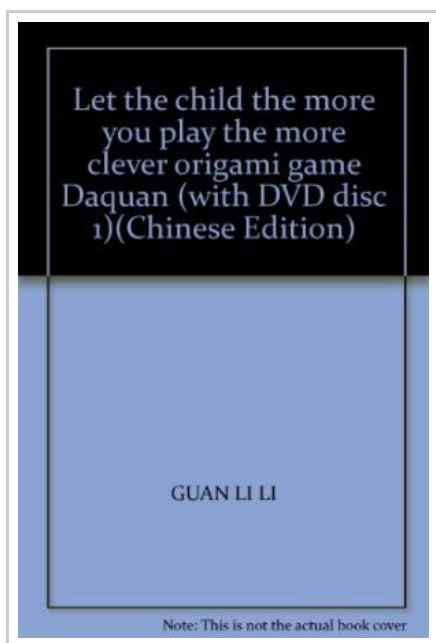 Let the child the more
you play the more
clever origami game
Daquan (with DVD disc
1)(Chinese Edition)
GUAN LI LI
Note: This is not the actual book cover